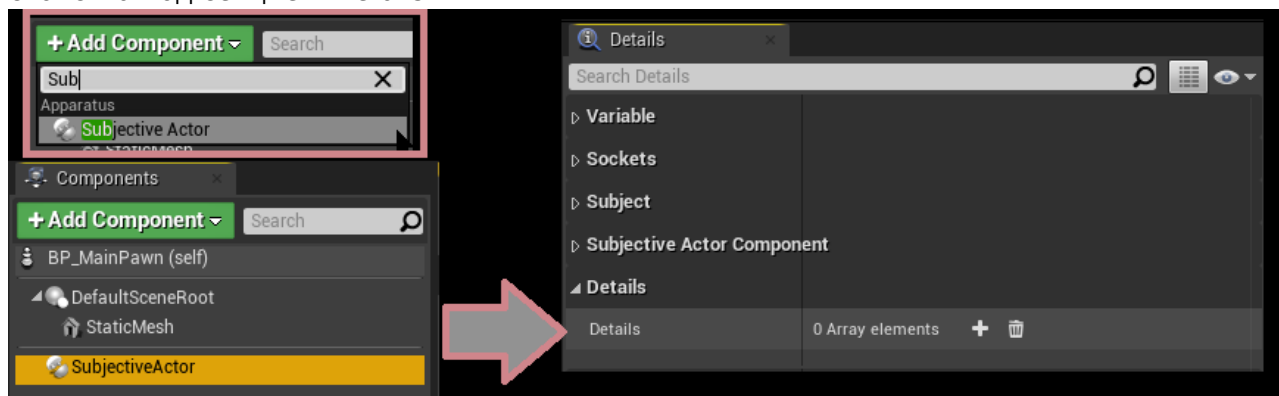 + Add Component
Search
Sub
Apparatus
Subjective Actor
StaticMesh
Components
+ Add Component
Search
BP_MainPawn (self)
DefaultSceneRoot
StaticMesh
SubjectiveActor
Details
Search Details
Variable
Sockets
Subject
Subjective Actor Component
Details
Details 0 Array elements